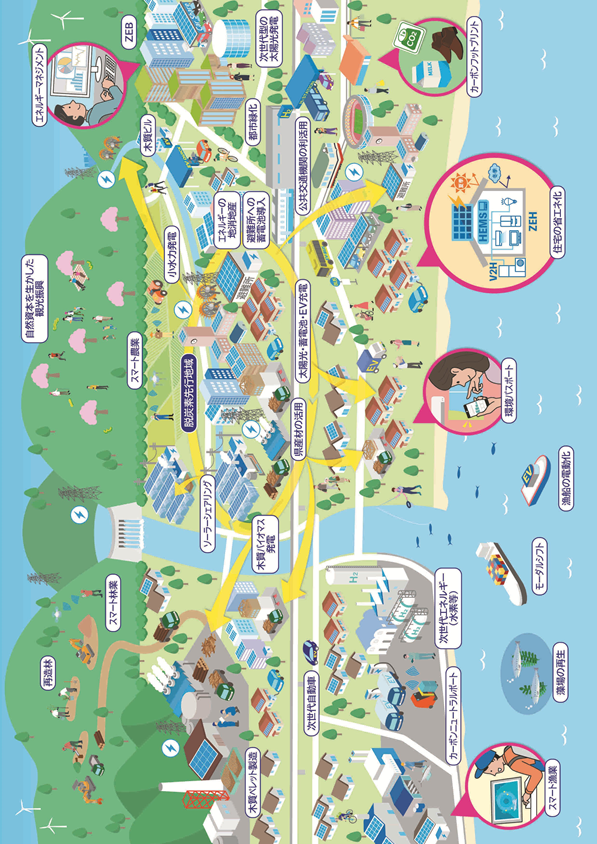 再造林
自然資本を生かした
観光振興
エネルギーマネジメント
スマート林業
スマート農業
木質ビル
ZEB
小水力発電
脱炭素先行地域
ソーラーシェアリング
エネルギーの
地消地産
避難所への
蓄電池導入
避難所
都市緑化
次世代型の
太陽光発電
木質ペレット製造
木質バイオマス
発電
県産材の活用
太陽光・蓄電池・EV充電
公共交通機関の利活用
次世代自動車
H2
避難所
CO2
MILK
カーボンフットプリント
次世代エネルギー
(水素等)
カーボンニュートラルポート
HEMS
V2H
ZEH
住宅の省エネ化
環境パスポート
EV
漁船の電動化
モーダルシフト
藻場の再生
スマート漁業